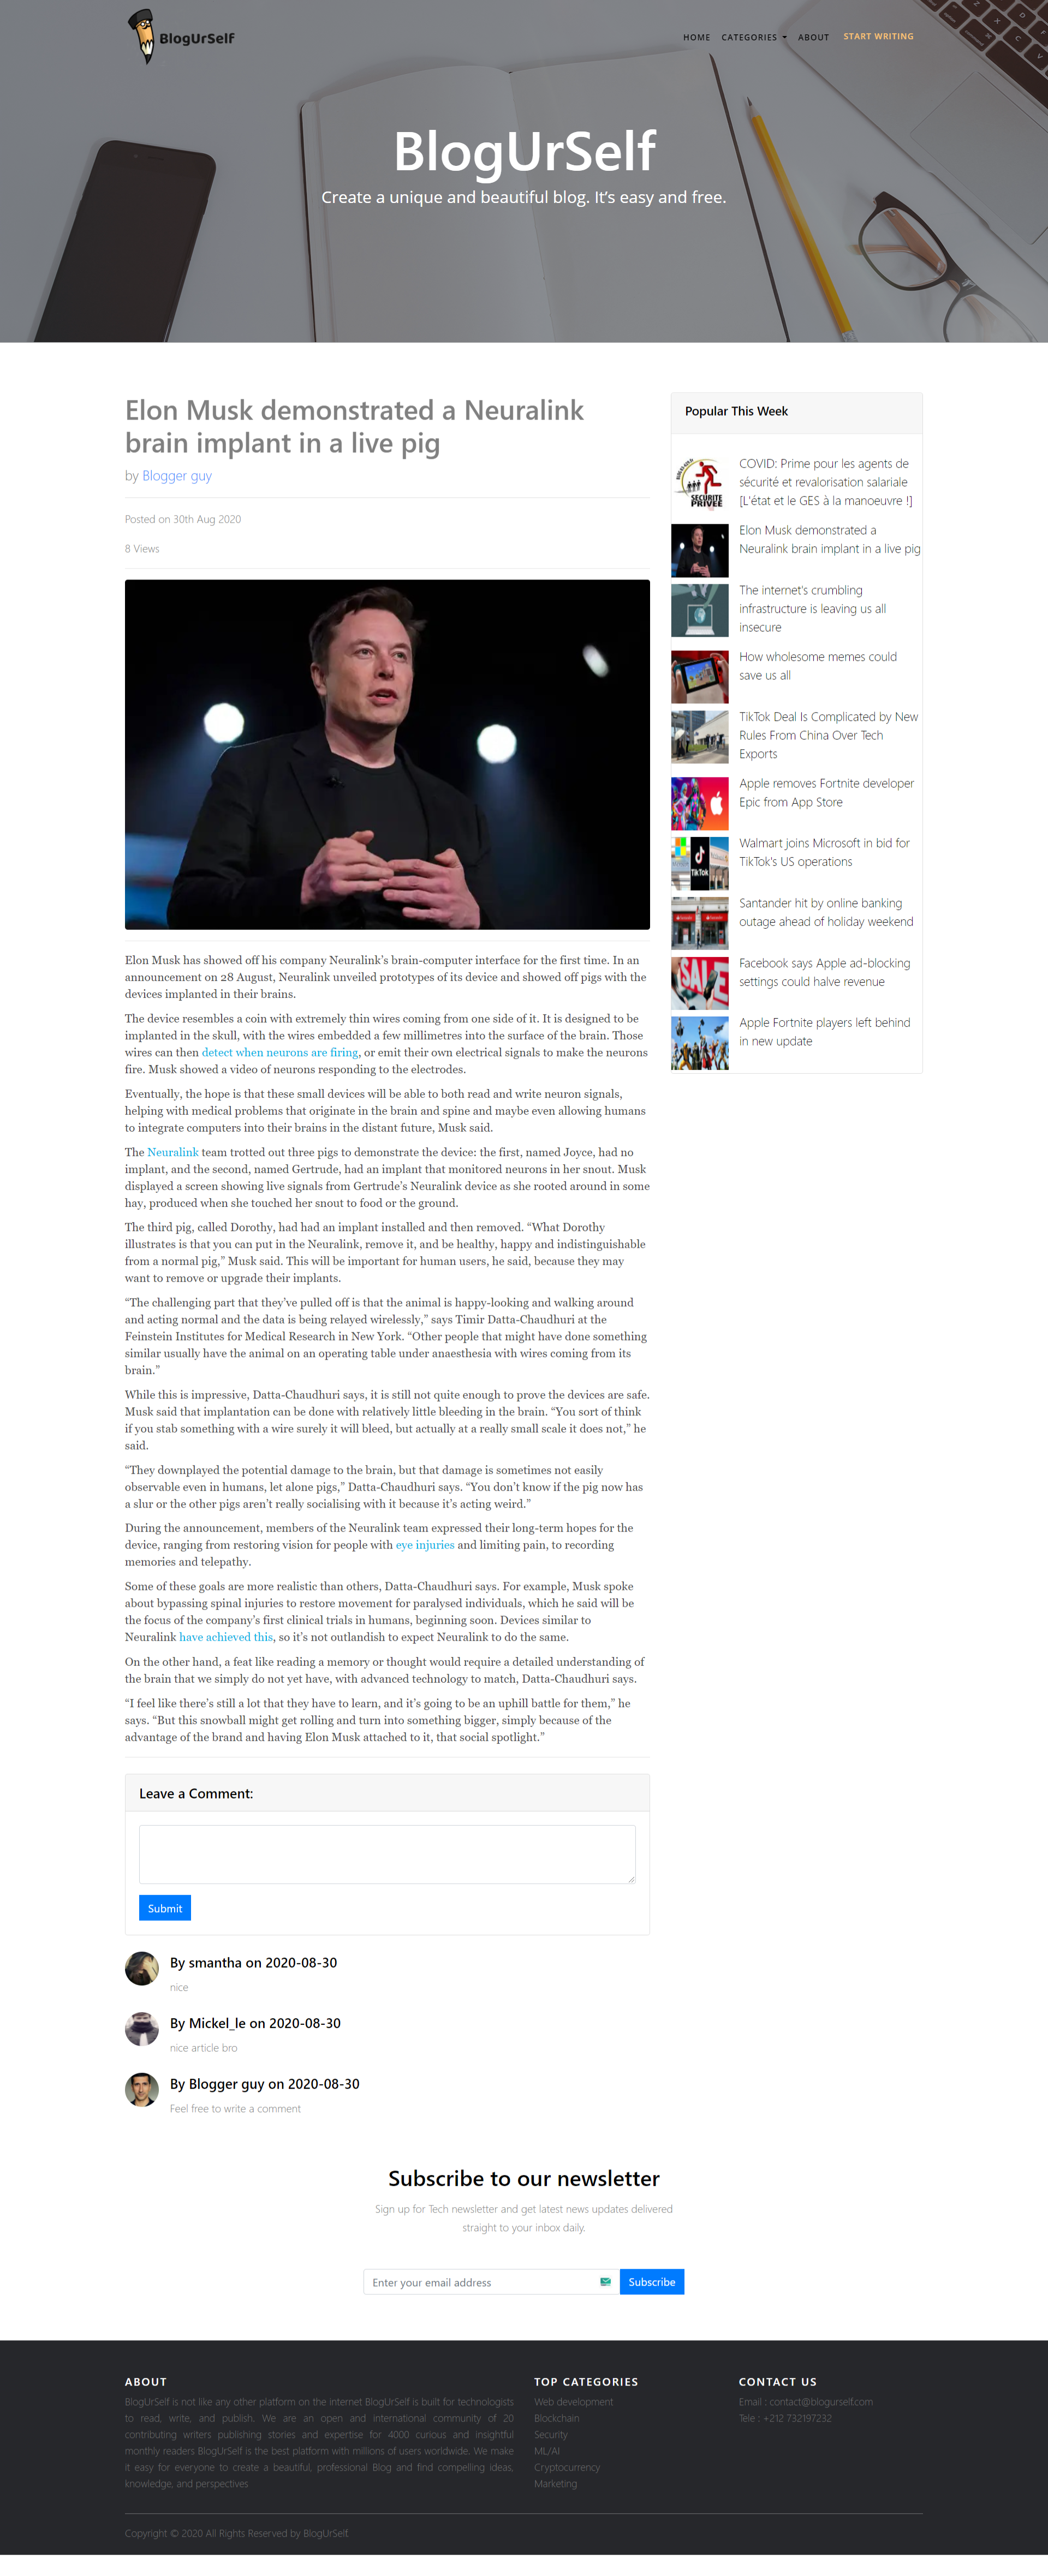 BlogUrSelf
HOME CATEGORIES ABOUT START WRITING
BlogUrSelf
Create a unique and beautiful blog. It's easy and free.
Elon Musk demonstrated a Neuralink
brain implant in a live pig
by Blogger guy
Posted on 30th Aug 2020
8 Views
Elon Musk has showed off his company Neuralink’s brain-computer interface for the first time. In an
announcement on 28 August, Neuralink unveiled prototypes of its device and showed off pigs with the
devices implanted in their brains.
The device resembles a coin with extremely thin wires coming from one side of it. It is designed to be
implanted in the skull, with the wires embedded a few millimetres into the surface of the brain. Those
wires can then detect when neurons are firing, or emit their own electrical signals to make the neurons
fire. Musk showed a video of neurons responding to the electrodes.
Eventually, the hope is that these small devices will be able to both read and write neuron signals,
helping with medical problems that originate in the brain and spine and maybe even allowing humans
to integrate computers into their brains in the distant future, Musk said.
The Neuralink team trotted out three pigs to demonstrate the device: the first, named Joyce, had no
implant, and the second, named Gertrude, had an implant that monitored neurons in her snout. Musk
displayed a screen showing live signals from Gertrude’s Neuralink device as she rooted around in some
hay, produced when she touched her snout to food or the ground.
The third pig, called Dorothy, had had an implant installed and then removed. “What Dorothy
illustrates is that you can put in the Neuralink, remove it, and be healthy, happy and indistinguishable
from a normal pig,” Musk said. This will be important for human users, he said, because they may
want to remove or upgrade their implants.
“The challenging part that they’ve pulled off is that the animal is happy-looking and walking around
and acting normal and the data is being relayed wirelessly,” says Timir Datta-Chaudhuri at the
Feinstein Institutes for Medical Research in New York. “Other people that might have done something
similar usually have the animal on an operating table under anaesthesia with wires coming from its
brain.”
While this is impressive, Datta-Chaudhuri says, it is still not quite enough to prove the devices are safe.
Musk said that implantation can be done with relatively little bleeding in the brain. “You sort of think
if you stab something with a wire surely it will bleed, but actually at a really small scale it does not,” he
said.
“They downplayed the potential damage to the brain, but that damage is sometimes not easily
observable even in humans, let alone pigs,” Datta-Chaudhuri says. “You don’t know if the pig now has
a slur or the other pigs aren’t really socialising with it because it’s acting weird.”
During the announcement, members of the Neuralink team expressed their long-term hopes for the
device, ranging from restoring vision for people with eye injuries and limiting pain, to recording
memories and telepathy.
Some of these goals are more realistic than others, Datta-Chaudhuri says. For example, Musk spoke
about bypassing spinal injuries to restore movement for paralysed individuals, which he said will be
the focus of the company’s first clinical trials in humans, beginning soon. Devices similar to
Neuralink have achieved this, so it’s not outlandish to expect Neuralink to do the same.
On the other hand, a feat like reading a memory or thought would require a detailed understanding of
the brain that we simply do not yet have, with advanced technology to match, Datta-Chaudhuri says.
“I feel like there’s still a lot that they have to learn, and it’s going to be an uphill battle for them,” he
says. “But this snowball might get rolling and turn into something bigger, simply because of the
advantage of the brand and having Elon Musk attached to it, that social spotlight.”
Leave a Comment:
Submit
By smantha on 2020-08-30
nice
By Mickel_le on 2020-08-30
nice article bro
By Blogger guy on 2020-08-30
Feel free to write a comment
Popular This Week
SECURITE
PRIVEE
COVID: Prime pour les agents de
sécurité et revalorisation salariale
[L'état et le GES à la manoeuvre !]
Elon Musk demonstrated a
Neuralink brain implant in a live pig
The internet's crumbling
infrastructure is leaving us all
insecure
How wholesome memes could
save us all
TikTok Deal Is Complicated by New
Rules From China Over Tech
Exports
Apple removes Fortnite developer
Epic from App Store
TikTok
Walmart joins Microsoft in bid for
TikTok's US operations
Santander hit by online banking
outage ahead of holiday weekend
SALE
Facebook says Apple ad-blocking
settings could halve revenue
Apple Fortnite players left behind
in new update
Subscribe to our newsletter
Sign up for Tech newsletter and get latest news updates delivered
straight to your inbox daily.
Enter your email address
Subscribe
ABOUT
BlogUrSelf is not like any other platform on the internet BlogUrSelf is built for technologists
to read, write, and publish. We are an open and international community of 20
contributing writers publishing stories and expertise for 4000 curious and insightful
monthly readers BlogUrSelf is the best platform with millions of users worldwide. We make
it easy for everyone to create a beautiful, professional Blog and find compelling ideas,
knowledge, and perspectives
TOP CATEGORIES
Web development
Blockchain
Security
ML/AI
Cryptocurrency
Marketing
CONTACT US
Email : contact@blogurself.com
Tele : +212 732197232
Copyright © 2020 All Rights Reserved by BlogUrSelf.